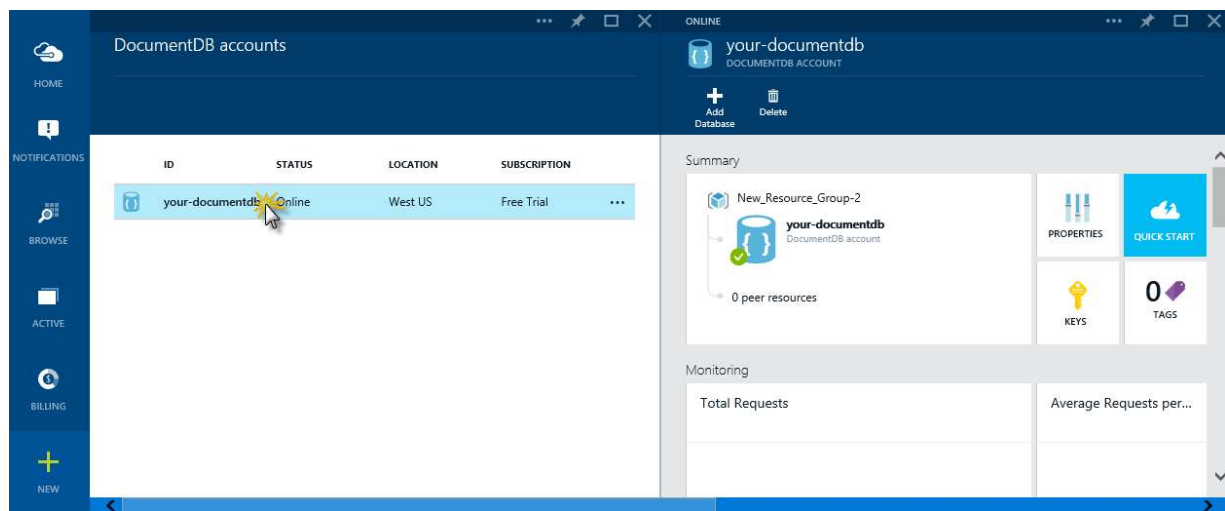 HOME
NOTIFICATIONS
BROWSE
ACTIVE
BILLING
NEW
DocumentDB accounts
ID STATUS LOCATION SUBSCRIPTION
your-documentdb Online West US Free Trial
ONLINE
your-documentdb
DOCUMENTDB ACCOUNT
Add
Database
Delete
Summary
New_Resource_Group-2
your-documentdb
DocumentDB account
0 peer resources
PROPERTIES
QUICK START
KEYS
0
TAGS
Monitoring
Total Requests
Average Requests per...